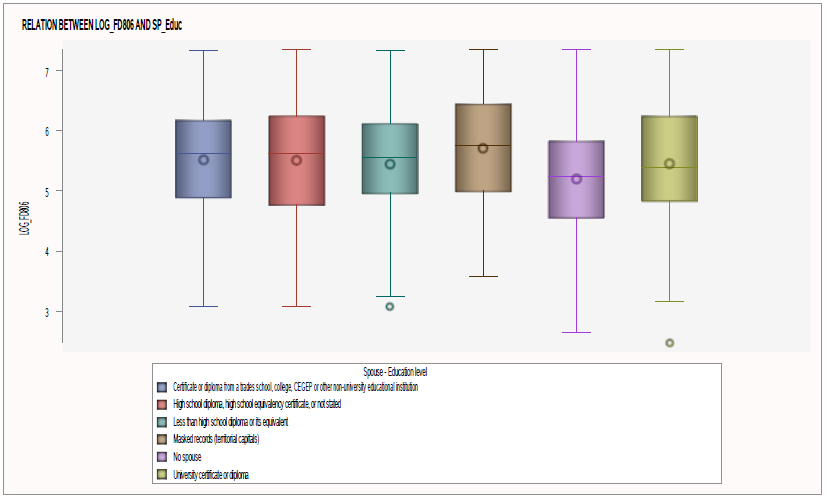 RELATION BETWEEN LOG_FD806 AND SP_Educ
7
6
5
4
3
LOG_FD806
Spouse - Education level
Certificate or diploma from a trades school, college, CEGEP or other non-university educational institution
High school diploma, high school equivalency certificate, or not stated
Less than high school diploma or its equivalent
Masked records (territorial capitals)
No spouse
University certificate or diploma